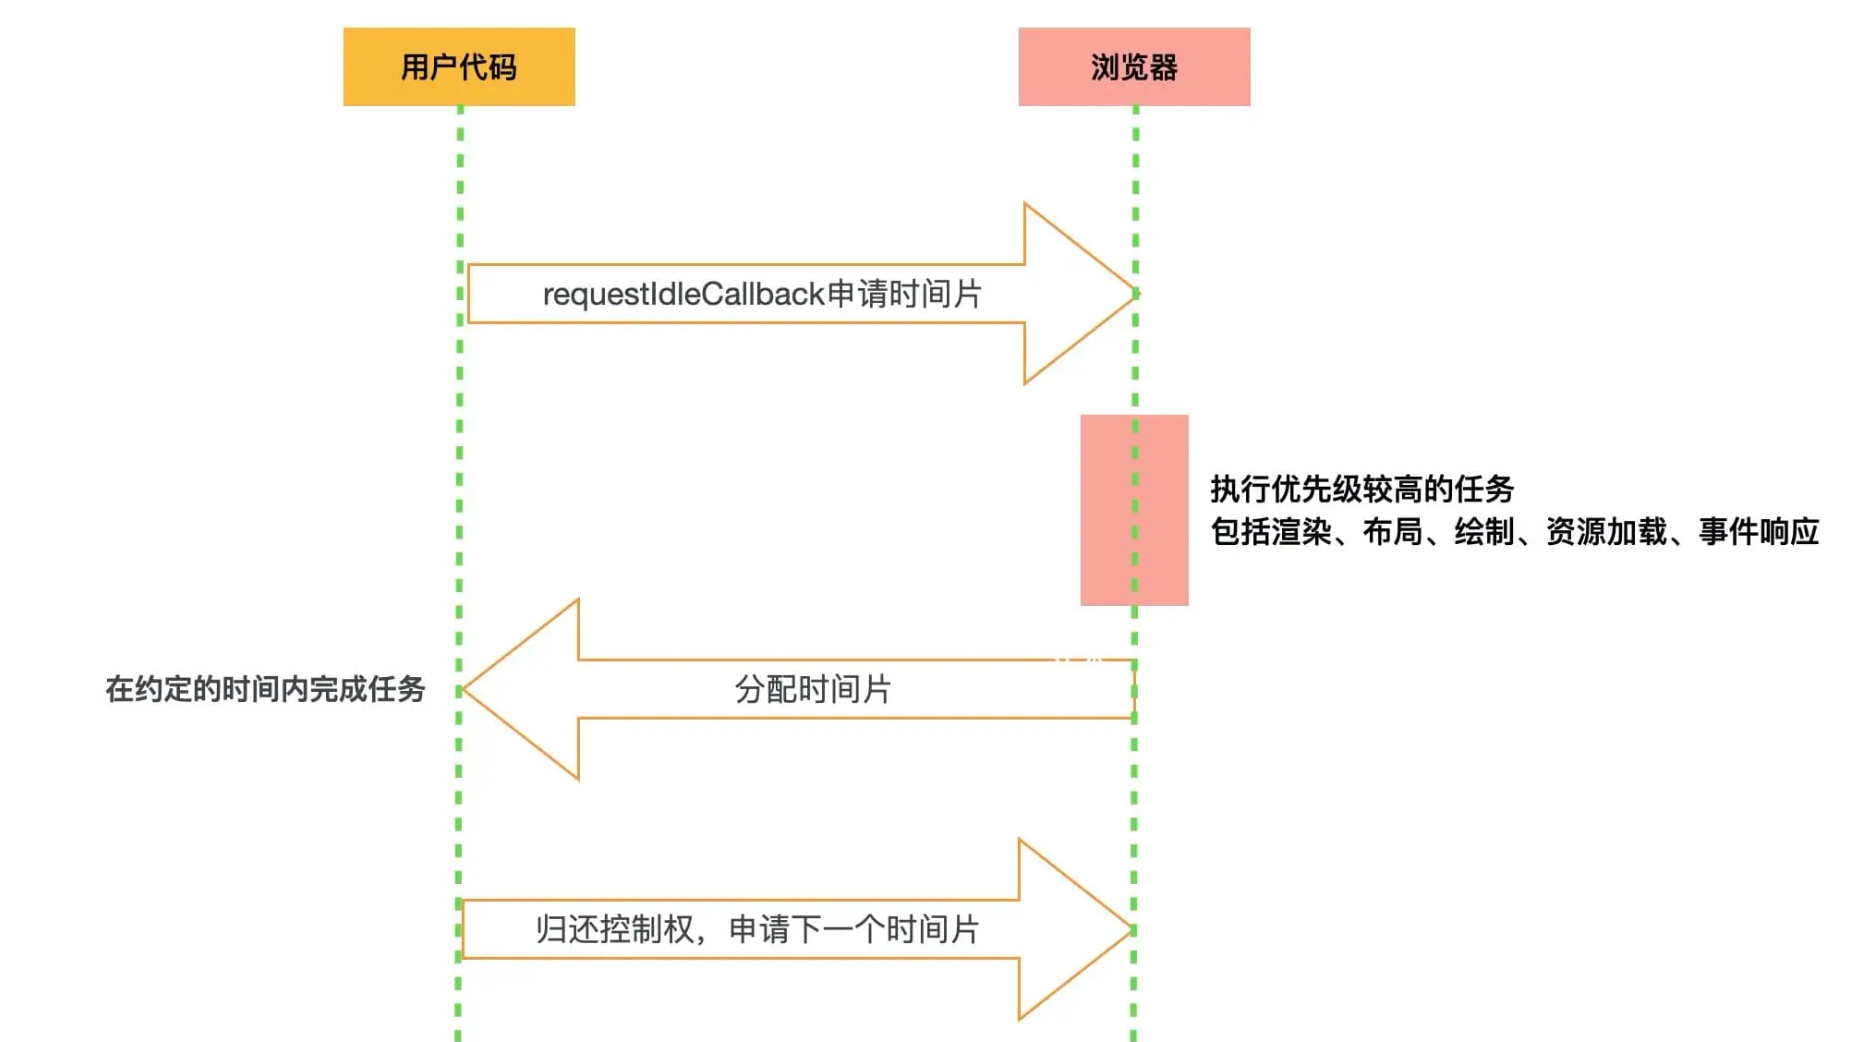 用户代码
浏览器
requestIdleCallback申请时间片
执行优先级较高的任务
包括渲染、布局、绘制、资源加载、事件响应
在约定的时间内完成任务
分配时间片
归还控制权，申请下一个时间片